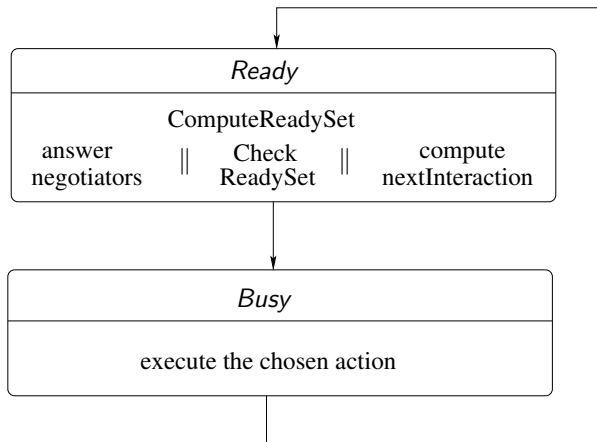 Ready
ComputeReadySet
answer || Check || compute
negotiators ReadySet nextInteraction
Busy
execute the chosen action